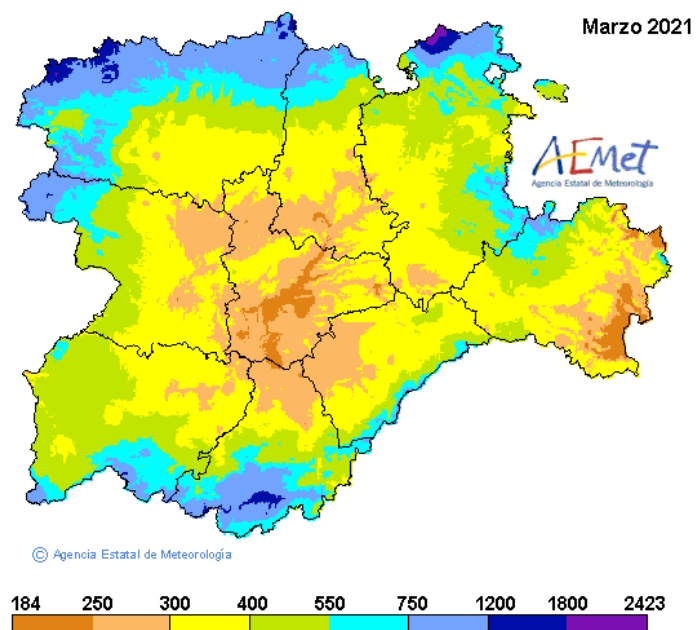 Marzo 2021
AEMet
Agencia Estatal de Meteorología
© Agencia Estatal de Meteorología
184 250 300 400 550 750 1200 1800 2423